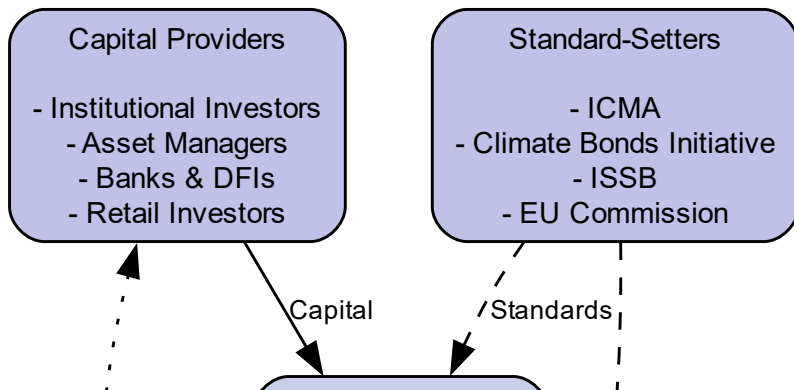 Capital Providers
- Institutional Investors
- Asset Managers
- Banks & DFIs
- Retail Investors
Standard-Setters
- ICMA
- Climate Bonds Initiative
- ISSB
- EU Commission
Capital
Standards